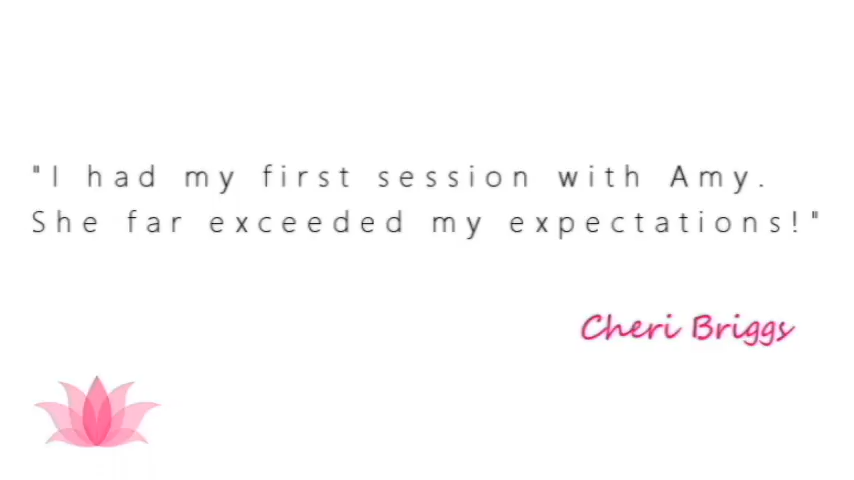 "I had my first session with Amy.
She far exceeded my expectations!"
Cheri Briggs